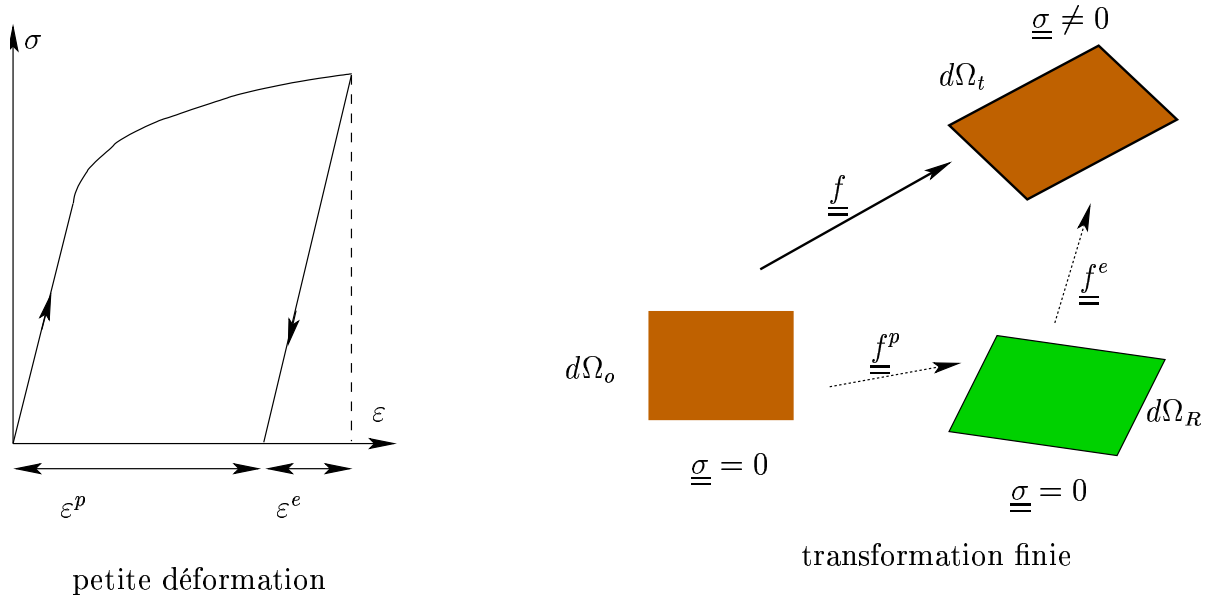 σ
ε
ε^p
ε^e
petite déformation
σ ≠ 0
dΩ_t
f
f^e
f^p
dΩ_o
dΩ_R
σ = 0
σ = 0
transformation finie